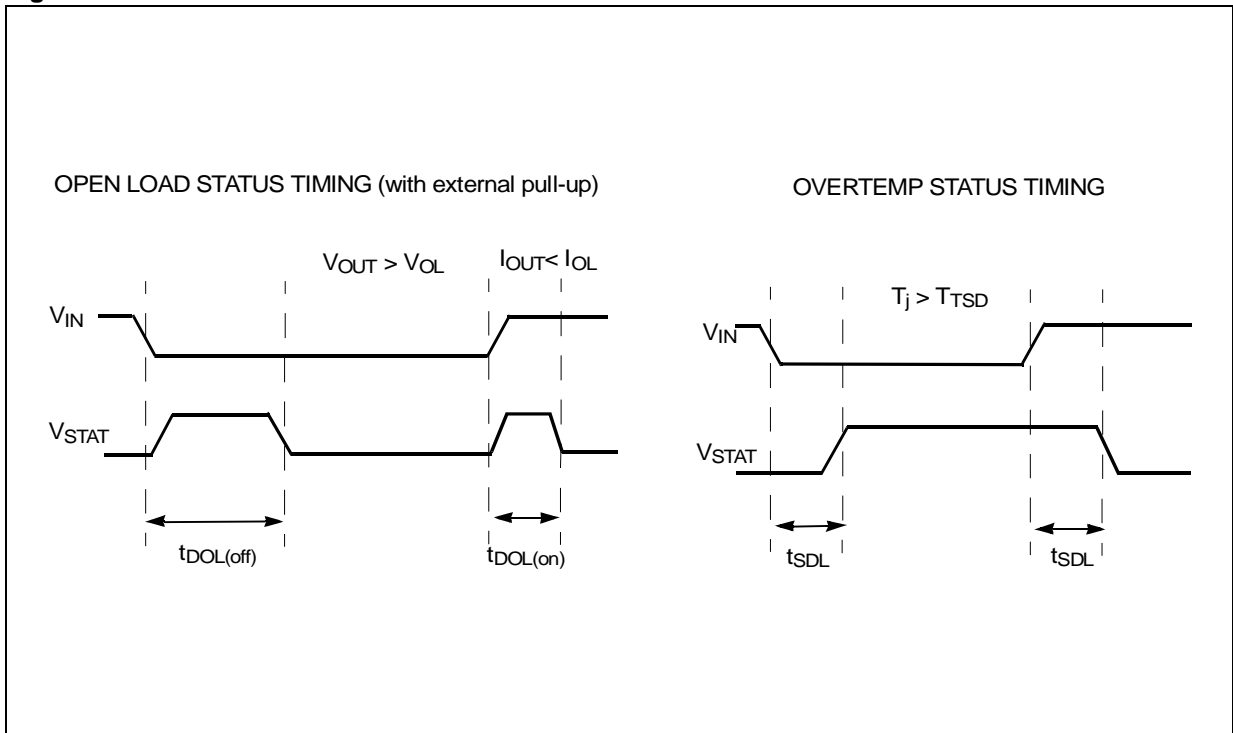 OPEN LOAD STATUS TIMING (with external pull-up)
VOUT > VOL
IOUT< IOL
VIN
VSTAT
tDOL(off)
tDOL(on)
OVERTEMP STATUS TIMING
Tj > TTSD
VIN
VSTAT
tSDL
tSDL